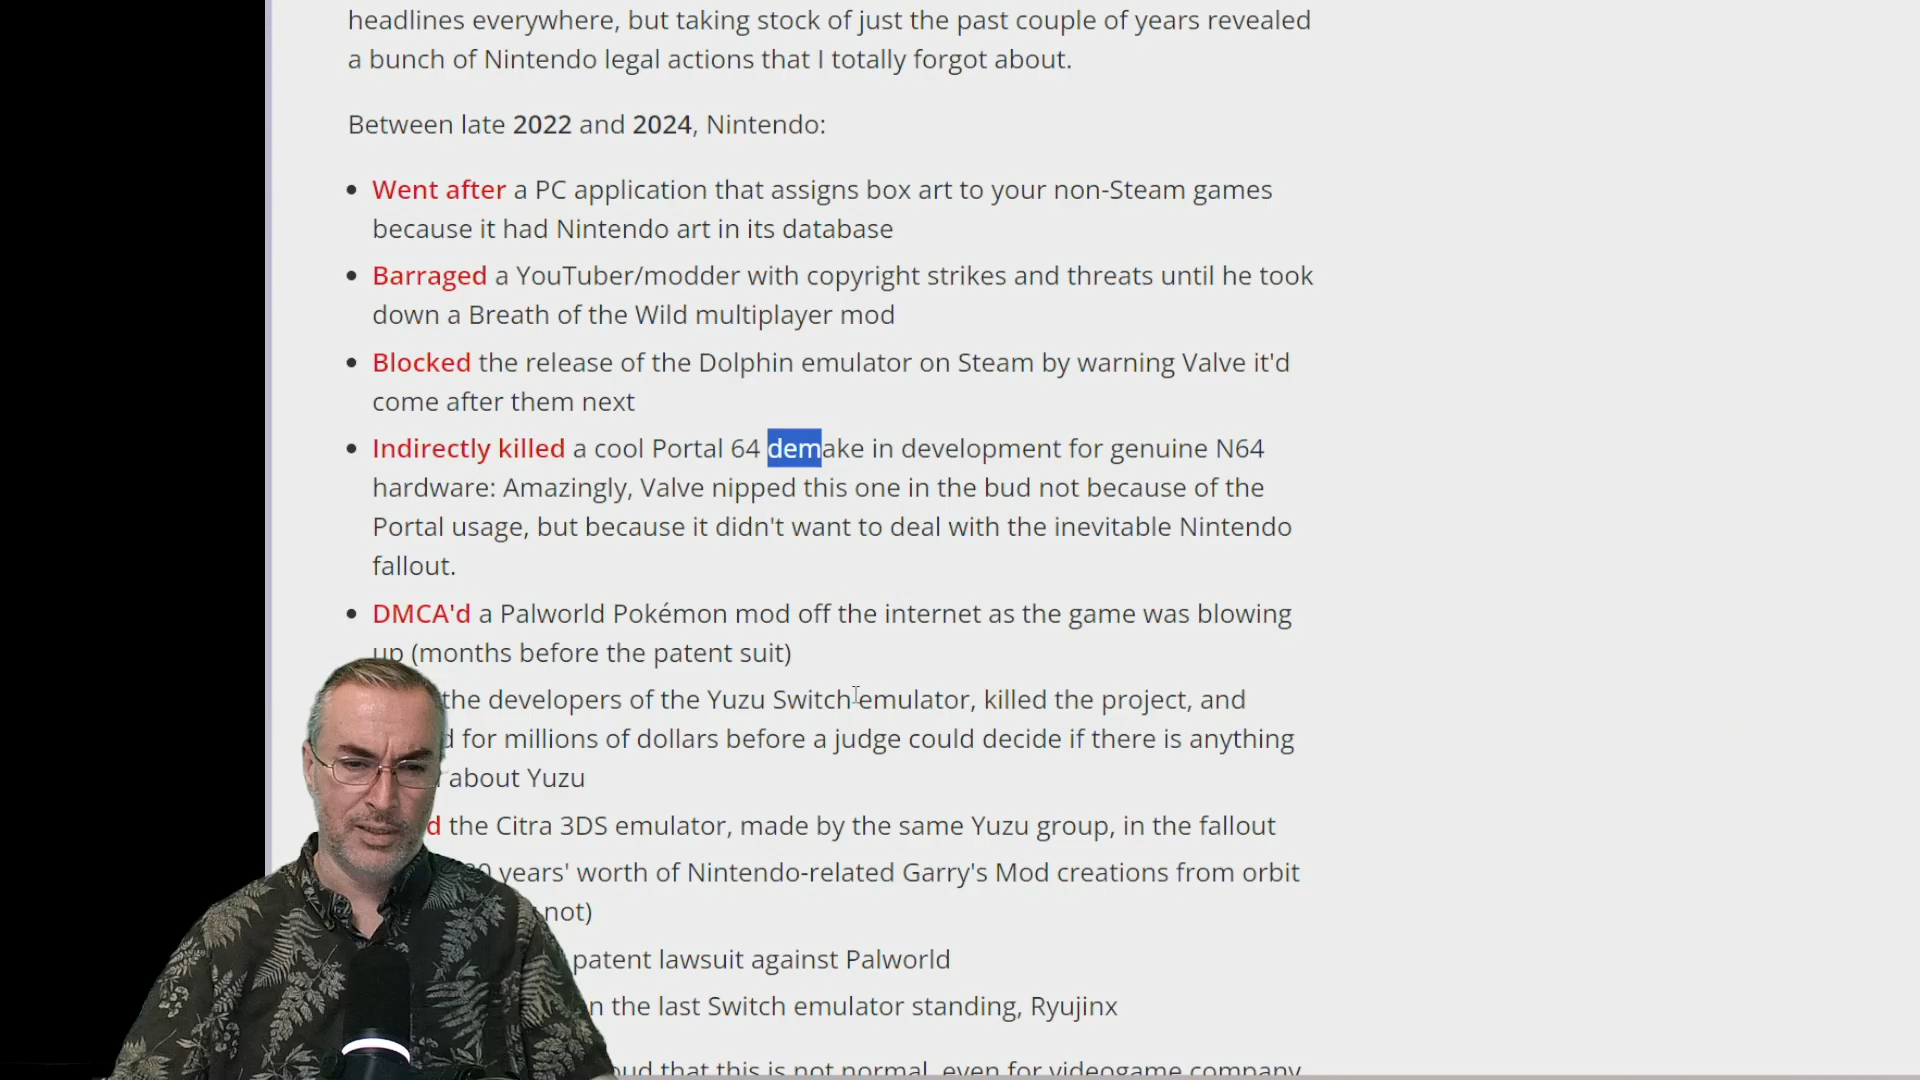 headlines everywhere, but taking stock of just the past couple of years revealed
a bunch of Nintendo legal actions that I totally forgot about.
Between late 2022 and 2024, Nintendo:
Went after a PC application that assigns box art to your non-Steam games
because it had Nintendo art in its database
Barraged a YouTuber/modder with copyright strikes and threats until he took
down a Breath of the Wild multiplayer mod
Blocked the release of the Dolphin emulator on Steam by warning Valve it'd
come after them next
Indirectly killed a cool Portal 64 demake in development for genuine N64
hardware: Amazingly, Valve nipped this one in the bud not because of the
Portal usage, but because it didn't want to deal with the inevitable Nintendo
fallout.
DMCA'd a Palworld Pokémon mod off the internet as the game was blowing
up (months before the patent suit)
the developers of the Yuzu Switch emulator, killed the project, and
for millions of dollars before a judge could decide if there is anything
about Yuzu
the Citra 3DS emulator, made by the same Yuzu group, in the fallout
years' worth of Nintendo-related Garry's Mod creations from orbit
not)
patent lawsuit against Palworld
the last Switch emulator standing, Ryujinx
that this is not normal, even for videogame company